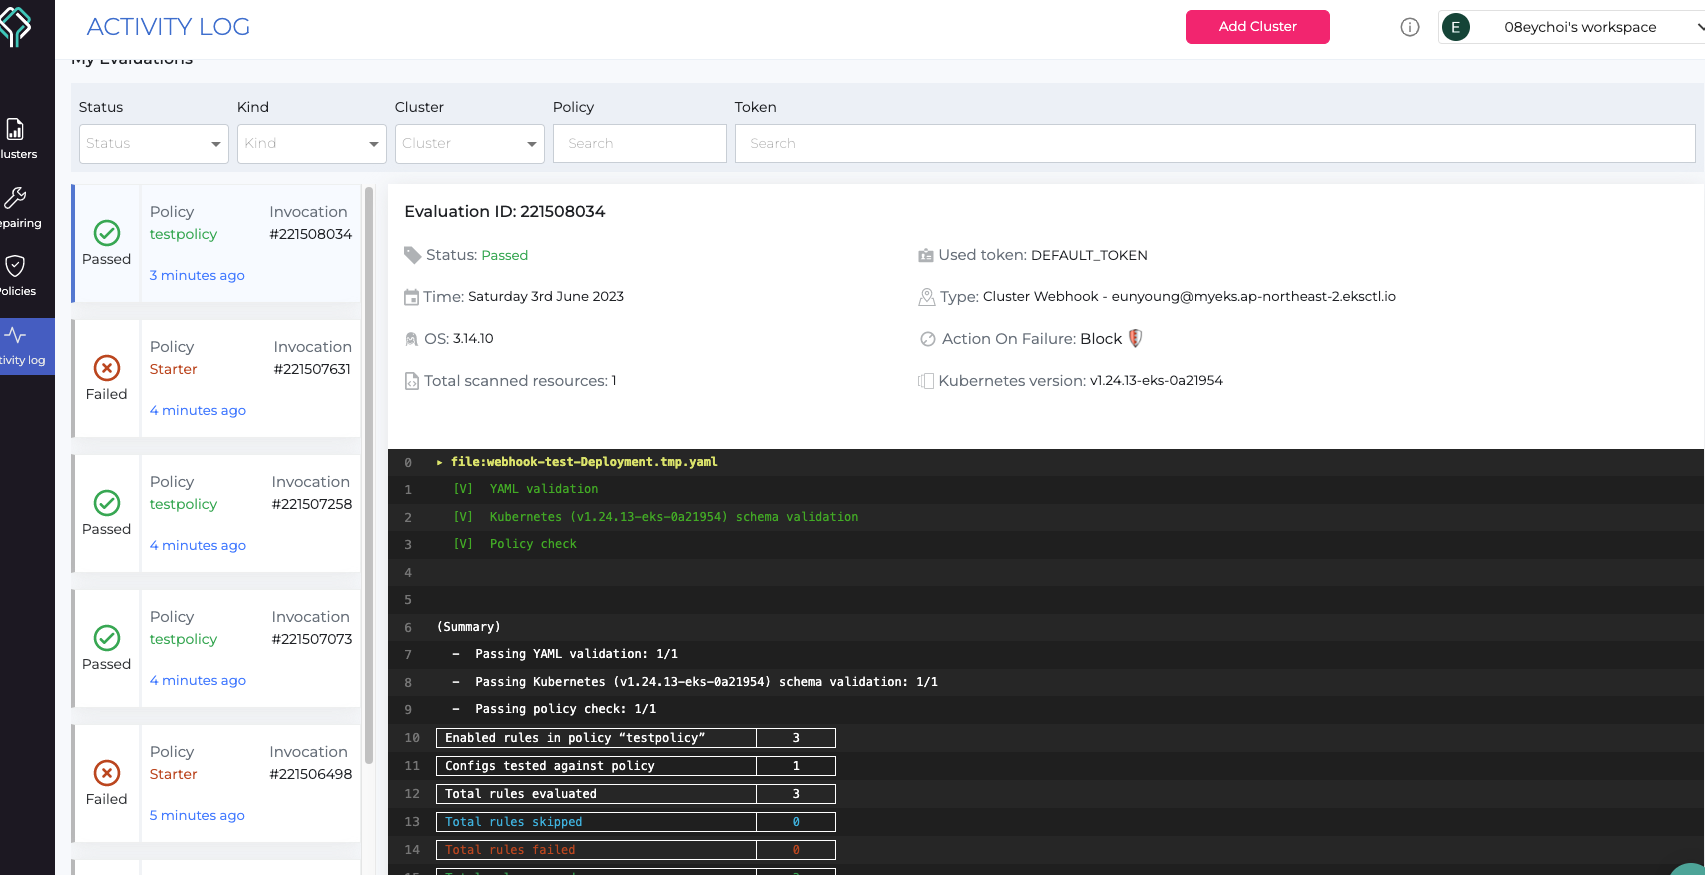 ACTIVITY LOG
Add Cluster
E
08eychoi's workspace
My Evaluations
lusters
epairing
olicies
tivity log
Status
Kind
Cluster
Policy
Token
Status
Kind
Cluster
Search
Search
Passed
Policy
Invocation
testpolicy
#221508034
3 minutes ago
Failed
Policy
Invocation
Starter
#221507631
4 minutes ago
Passed
Policy
Invocation
testpolicy
#221507258
4 minutes ago
Passed
Policy
Invocation
testpolicy
#221507073
4 minutes ago
Failed
Policy
Invocation
Starter
#221506498
5 minutes ago
Evaluation ID: 221508034
Status: Passed
Used token: DEFAULT_TOKEN
Time: Saturday 3rd June 2023
Type: Cluster Webhook - eunyoung@myeks.ap-northeast-2.eksctl.io
OS: 3.14.10
Action On Failure: Block
Total scanned resources: 1
Kubernetes version: v1.24.13-eks-0a21954
0 ▸ file:webhook-test-Deployment.tmp.yaml
1 [V] YAML validation
2 [V] Kubernetes (v1.24.13-eks-0a21954) schema validation
3 [V] Policy check
4
5
6 (Summary)
7 - Passing YAML validation: 1/1
8 - Passing Kubernetes (v1.24.13-eks-0a21954) schema validation: 1/1
9 - Passing policy check: 1/1
10 Enabled rules in policy “testpolicy” 3
11 Configs tested against policy 1
12 Total rules evaluated 3
13 Total rules skipped 0
14 Total rules failed 0